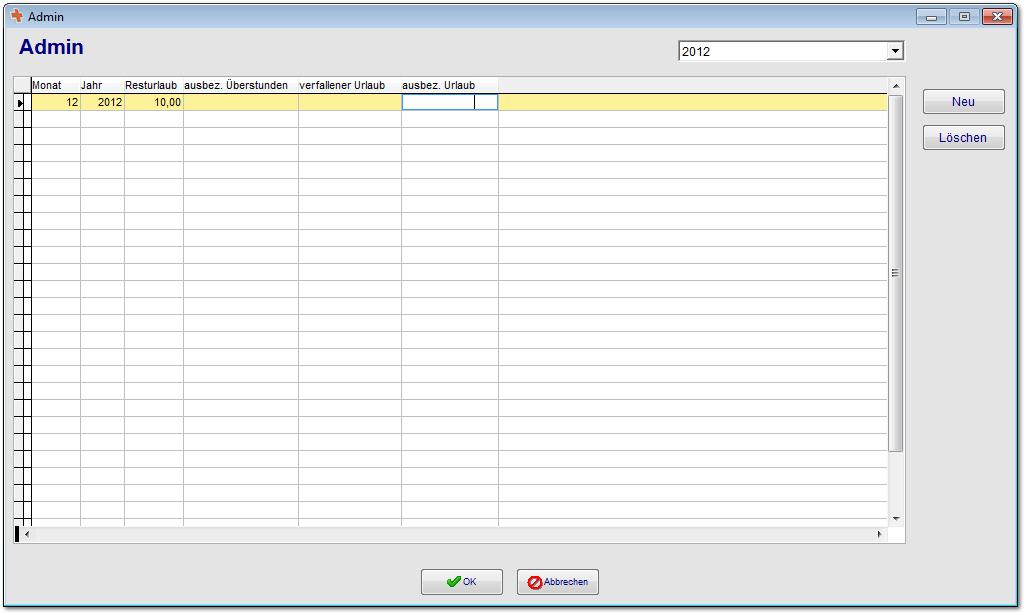 Admin
Admin
2012
Monat Jahr Resturlaub ausbez. Überstunden verfallener Urlaub ausbez. Urlaub
12 2012 10,00
Neu
Löschen
OK Abbrechen